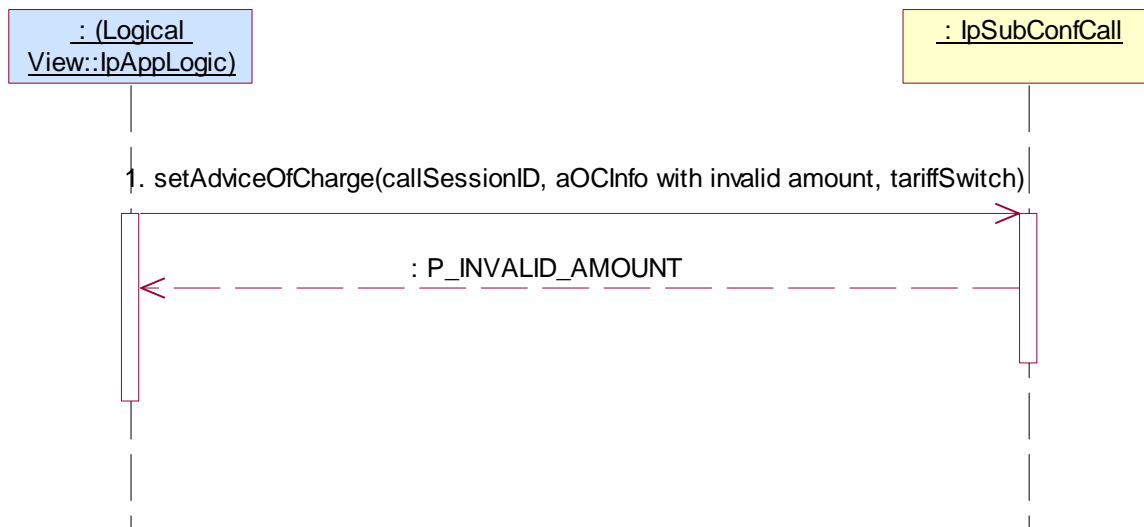 : (Logical
View::IpAppLogic)
: IpSubConfCall
1. setAdviceOfCharge(callSessionID, aOCInfo with invalid amount, tariffSwitch)
: P_INVALID_AMOUNT